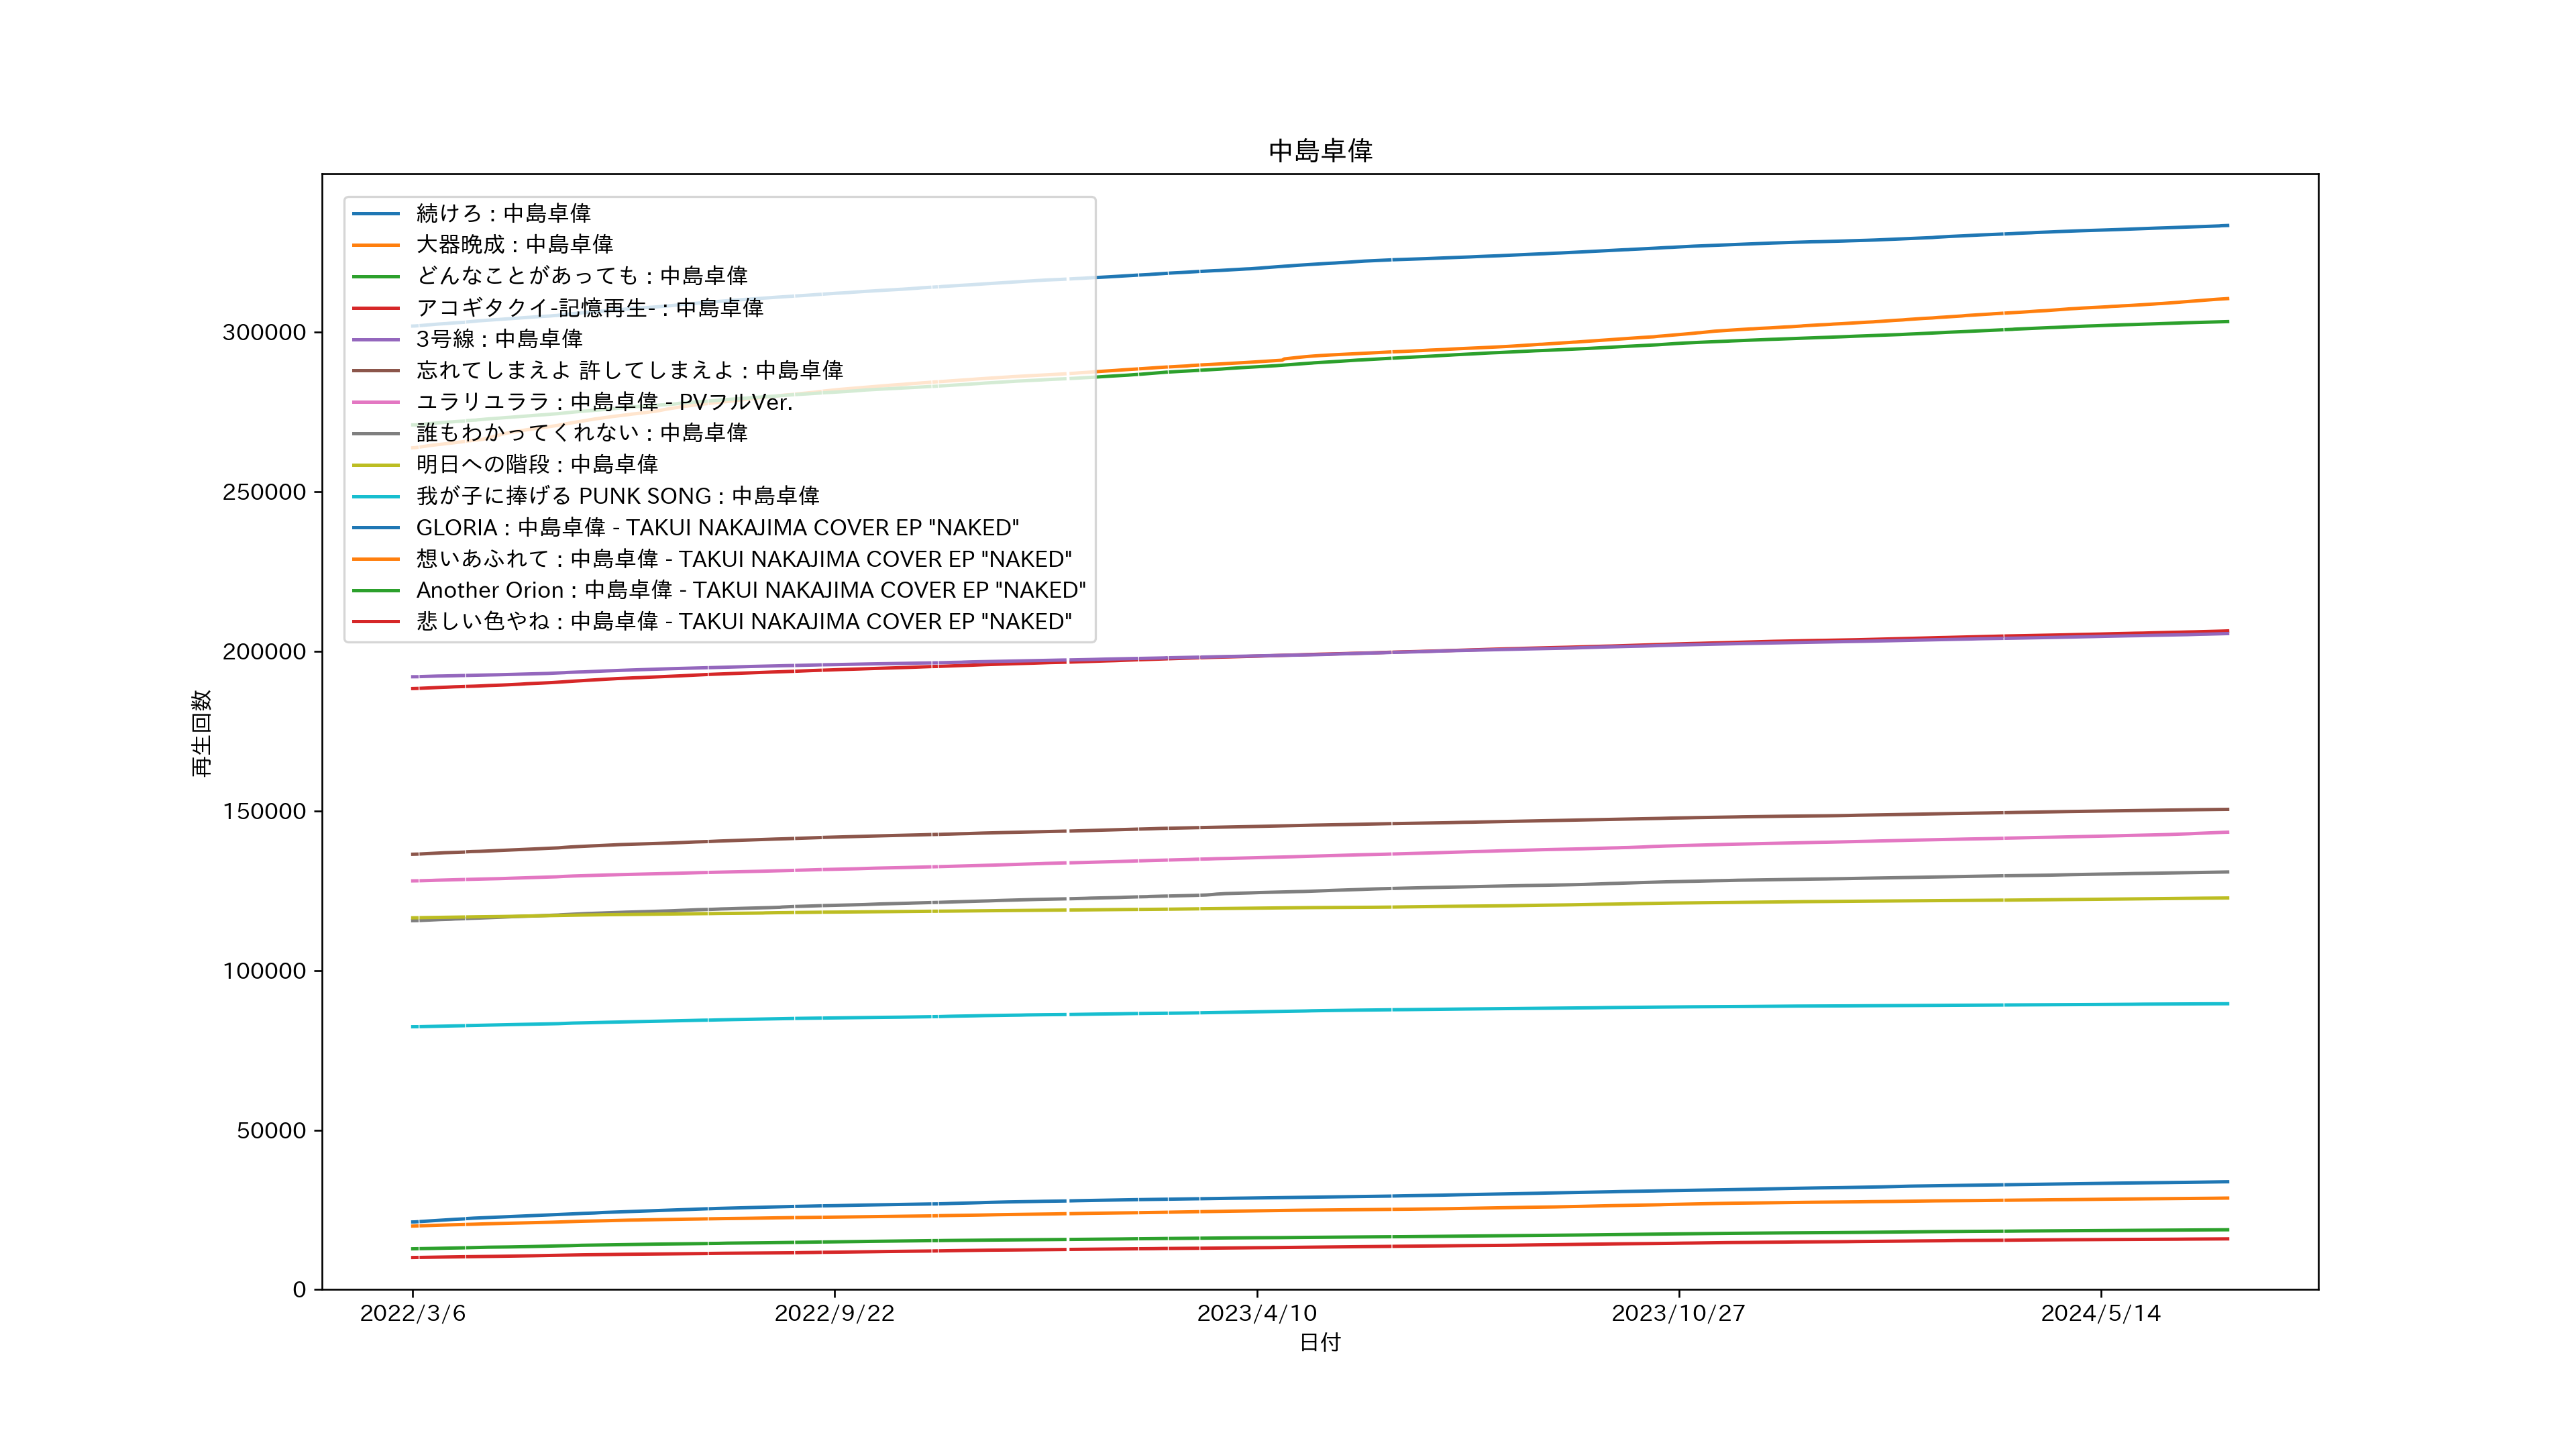 中島卓偉
続けろ : 中島卓偉
大器晩成 : 中島卓偉
どんなことがあっても : 中島卓偉
アコギタクイ-記憶再生- : 中島卓偉
3号線 : 中島卓偉
忘れてしまえよ 許してしまえよ : 中島卓偉
ユラリユララ : 中島卓偉 - PVフルVer.
誰もわかってくれない : 中島卓偉
明日への階段 : 中島卓偉
我が子に捧げる PUNK SONG : 中島卓偉
GLORIA : 中島卓偉 - TAKUI NAKAJIMA COVER EP "NAKED"
想いあふれて : 中島卓偉 - TAKUI NAKAJIMA COVER EP "NAKED"
Another Orion : 中島卓偉 - TAKUI NAKAJIMA COVER EP "NAKED"
悲しい色やね : 中島卓偉 - TAKUI NAKAJIMA COVER EP "NAKED"
300000
250000
200000
150000
100000
50000
0
再生回数
2022/3/6
2022/9/22
2023/4/10
2023/10/27
2024/5/14
日付